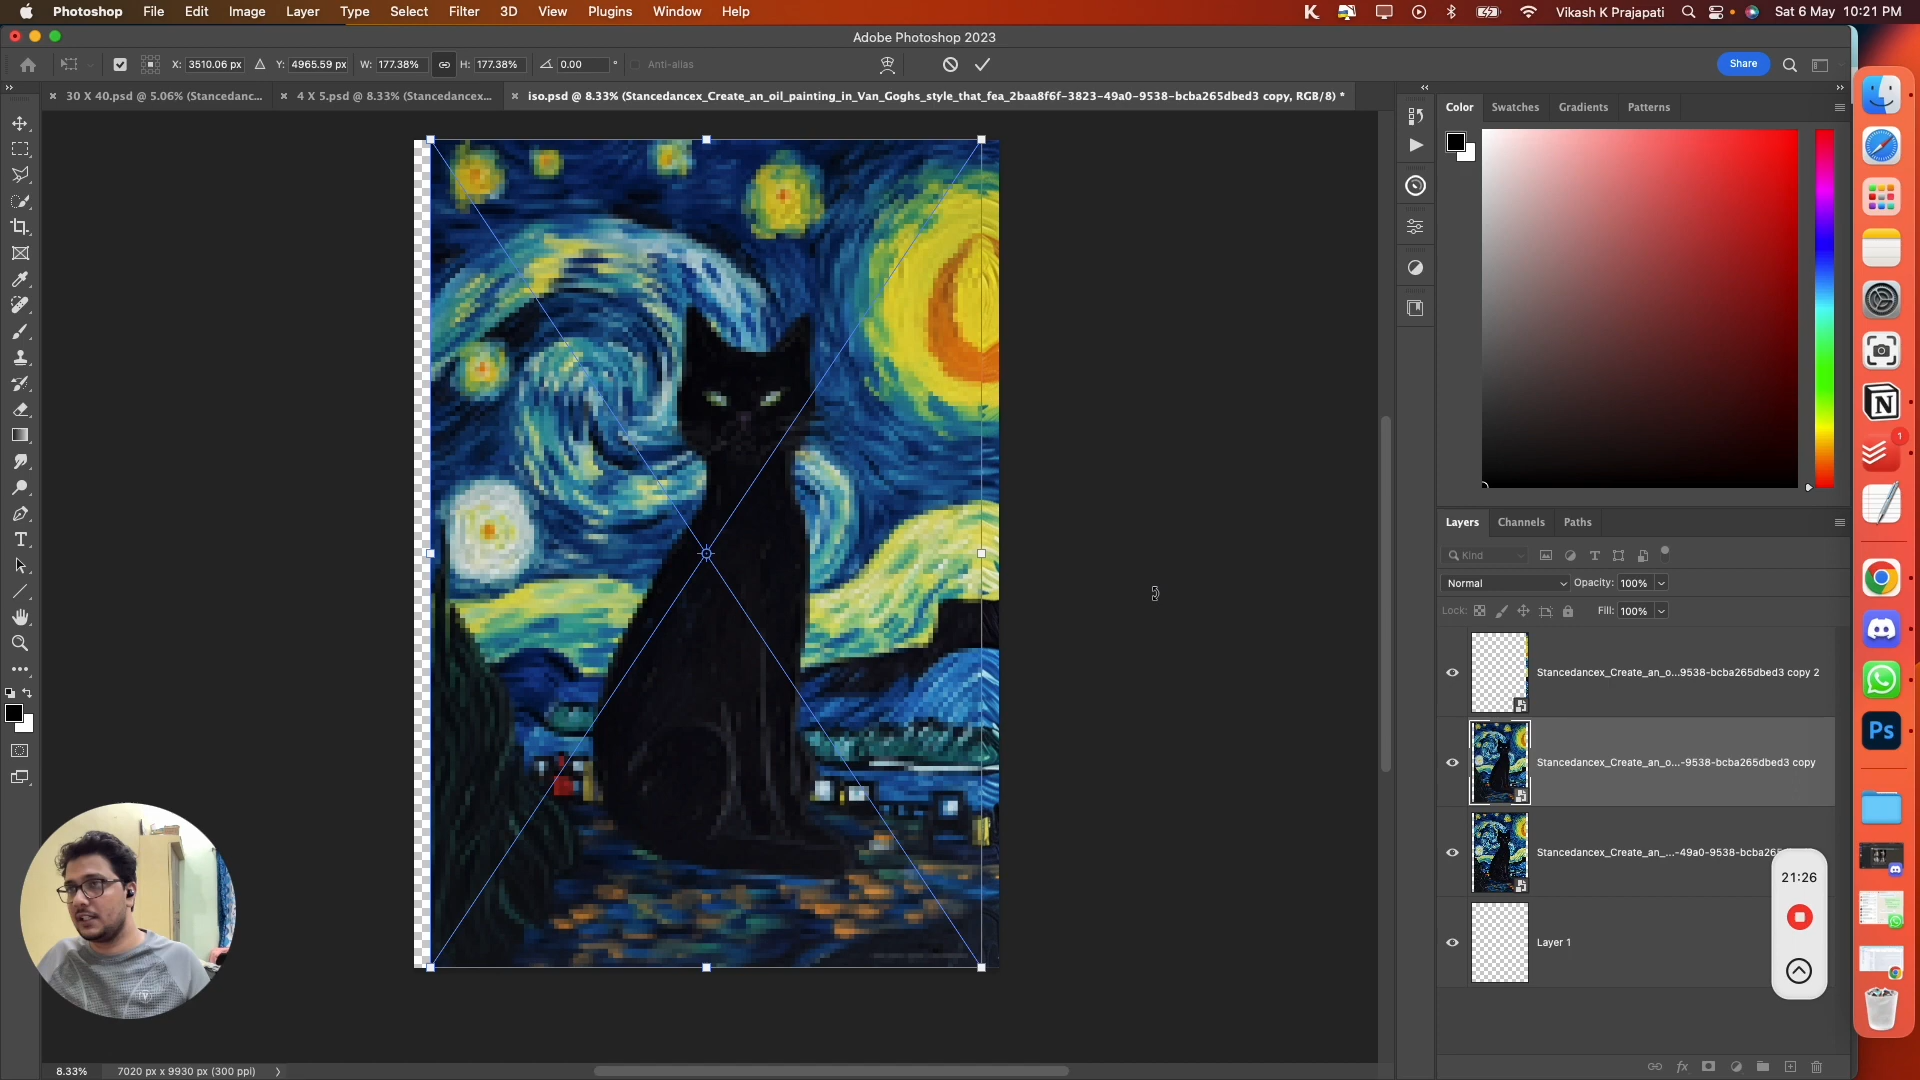 Photoshop File Edit Image Layer Type Select Filter 3D View Plugins Window Help
Vikash K Prajapati Sat 6 May 10:21 PM
Adobe Photoshop 2023
X: 3510.06 px Y: 4965.59 px W: 177.38% H: 177.38% 0.00 ° Anti-alias
Share
30 X 40.psd @ 5.06% (Stancedanc... 4 X 5.psd @ 8.33% (Stancedancex... iso.psd @ 8.33% (Stancedancex_Create_an_oil_painting_in_Van_Goghs_style_that_fea_2baa8f6f-3823-49a0-9538-bcba265dbed3 copy, RGB/8) *
Color Swatches Gradients Patterns
Layers Channels Paths
Kind
Normal Opacity: 100%
Lock: Fill: 100%
Stancedancex_Create_an_o...9538-bcba265dbed3 copy 2
Stancedancex_Create_an_o...-9538-bcba265dbed3 copy
Stancedancex_Create_an_...-49a0-9538-bcba265
Layer 1
21:26
1
Ps
8.33% 7020 px x 9930 px (300 ppi)